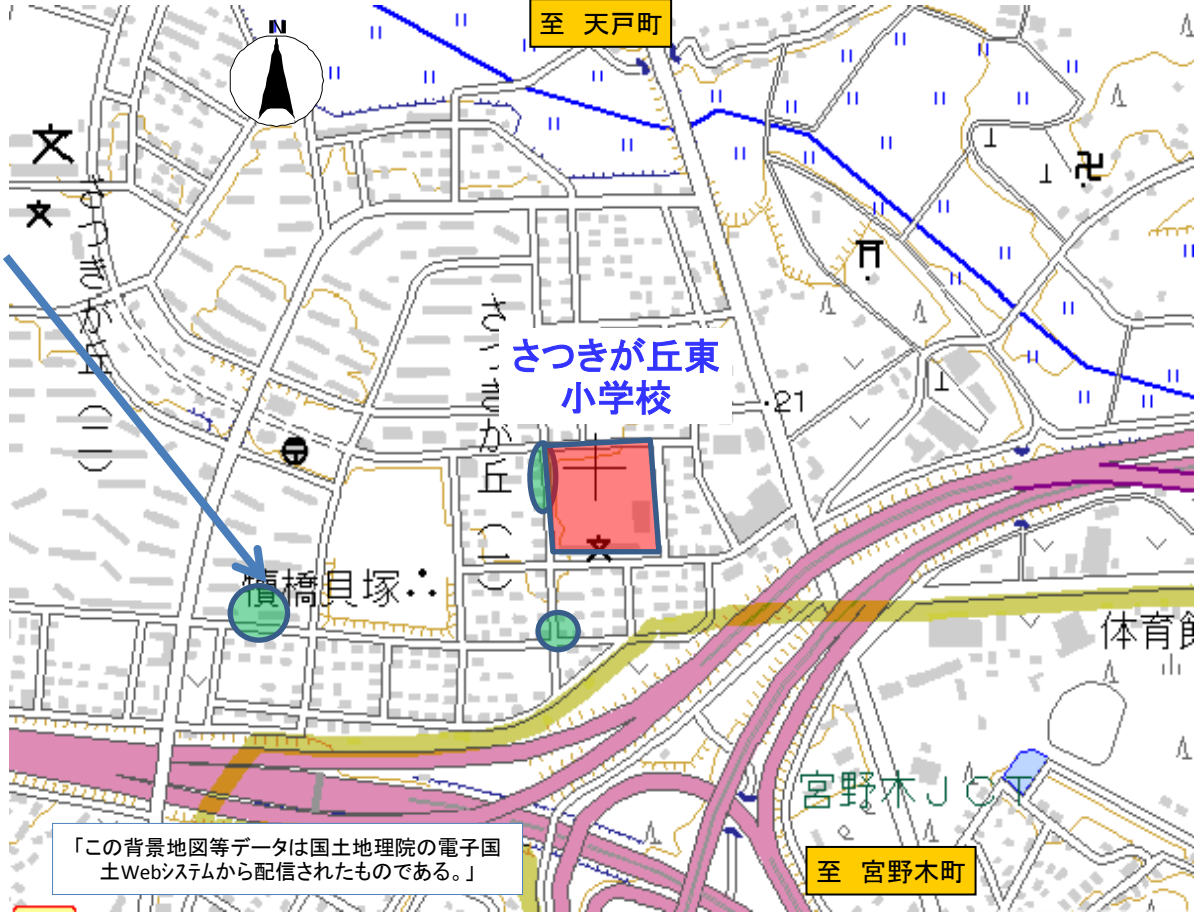 至 天戸町
N
さつきが丘東
小学校
・21
さつきが丘(二)
さつきが丘(1)
犢橋貝塚
体育館
宮野木JCT
「この背景地図等データは国土地理院の電子国
土Webシステムから配信されたものである。」
至 宮野木町